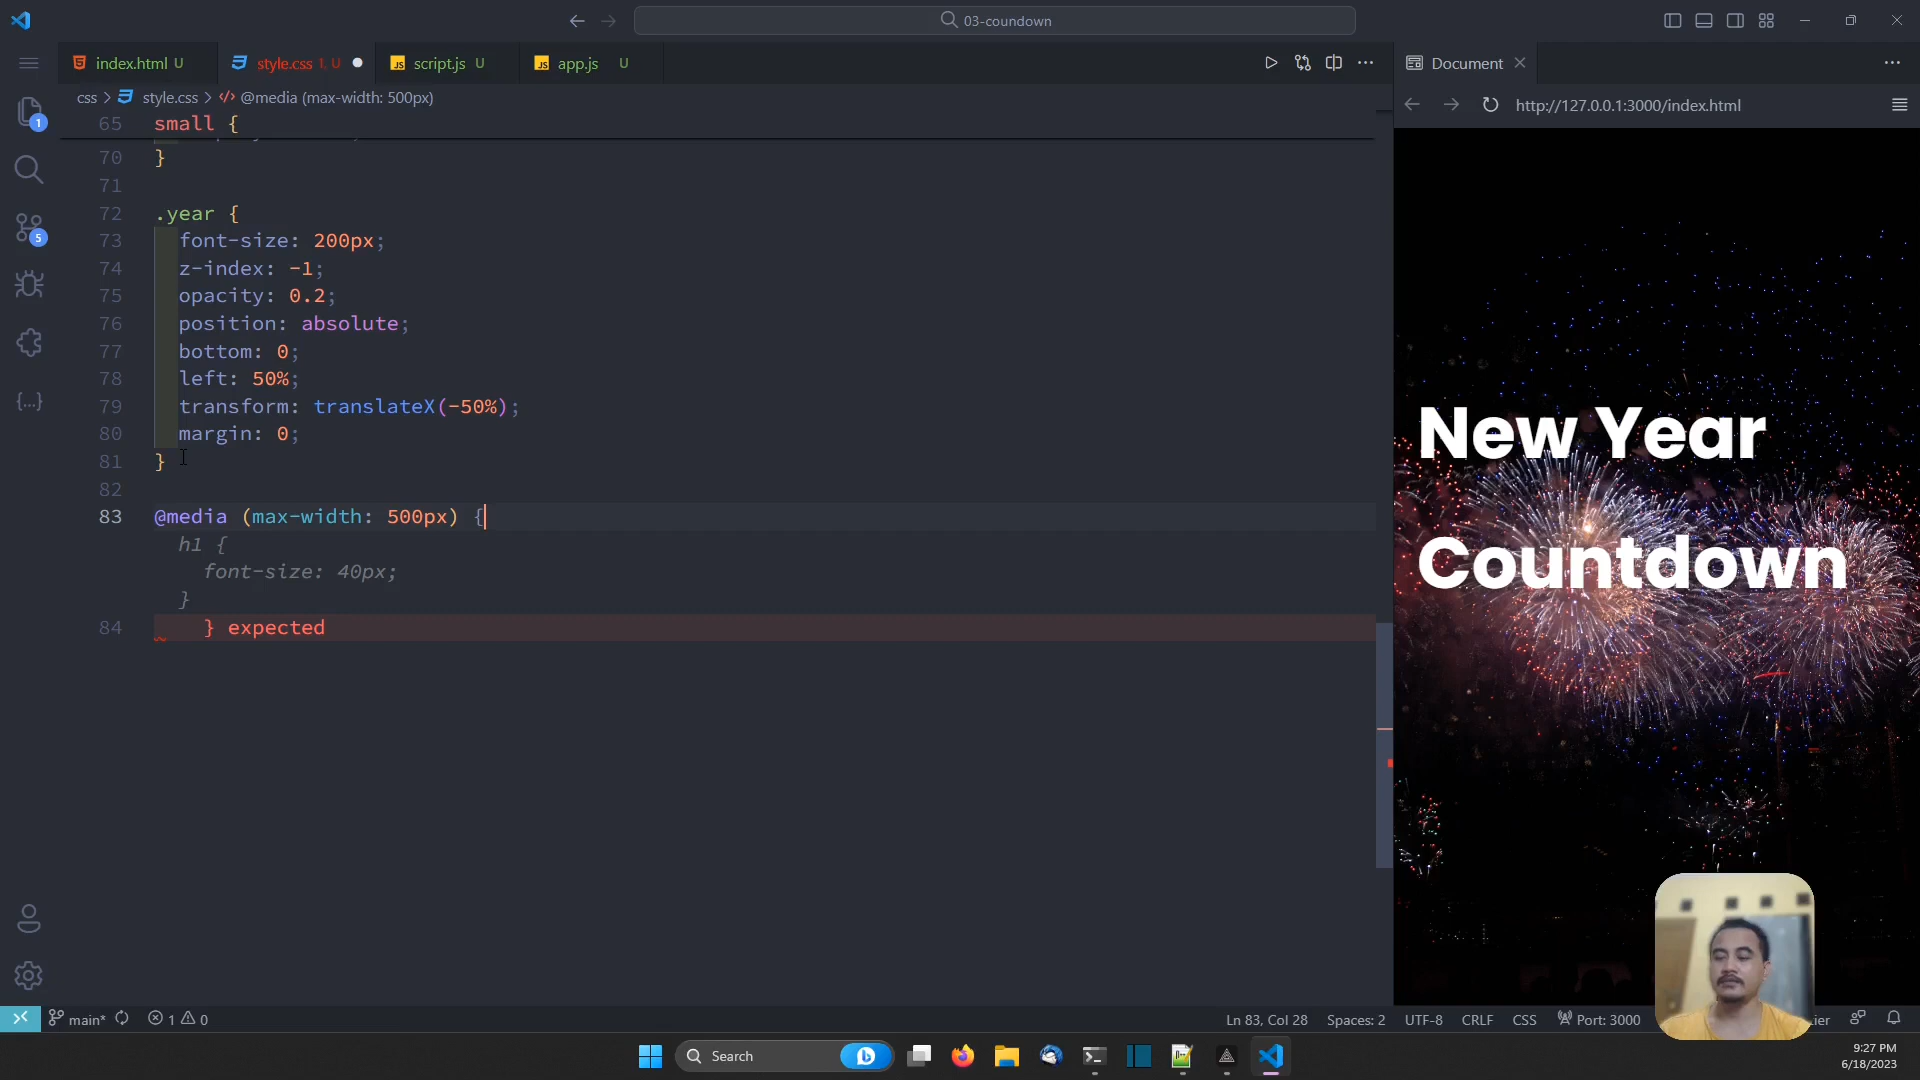 03-coundown
index.html U
style.css 1, U
script.js U
app.js U
Document
css > style.css > @media (max-width: 500px)
http://127.0.0.1:3000/index.html
65 small {
70 }
71
72 .year {
73 font-size: 200px;
74 z-index: -1;
75 opacity: 0.2;
76 position: absolute;
77 bottom: 0;
78 left: 50%;
79 transform: translateX(-50%);
80 margin: 0;
81 }
82
83 @media (max-width: 500px) {
h1 {
font-size: 40px;
}
84 } expected
New Year
Countdown
1
5
main* 1 0
Ln 83, Col 28 Spaces: 2 UTF-8 CRLF CSS Port: 3000
Search
9:27 PM
6/18/2023